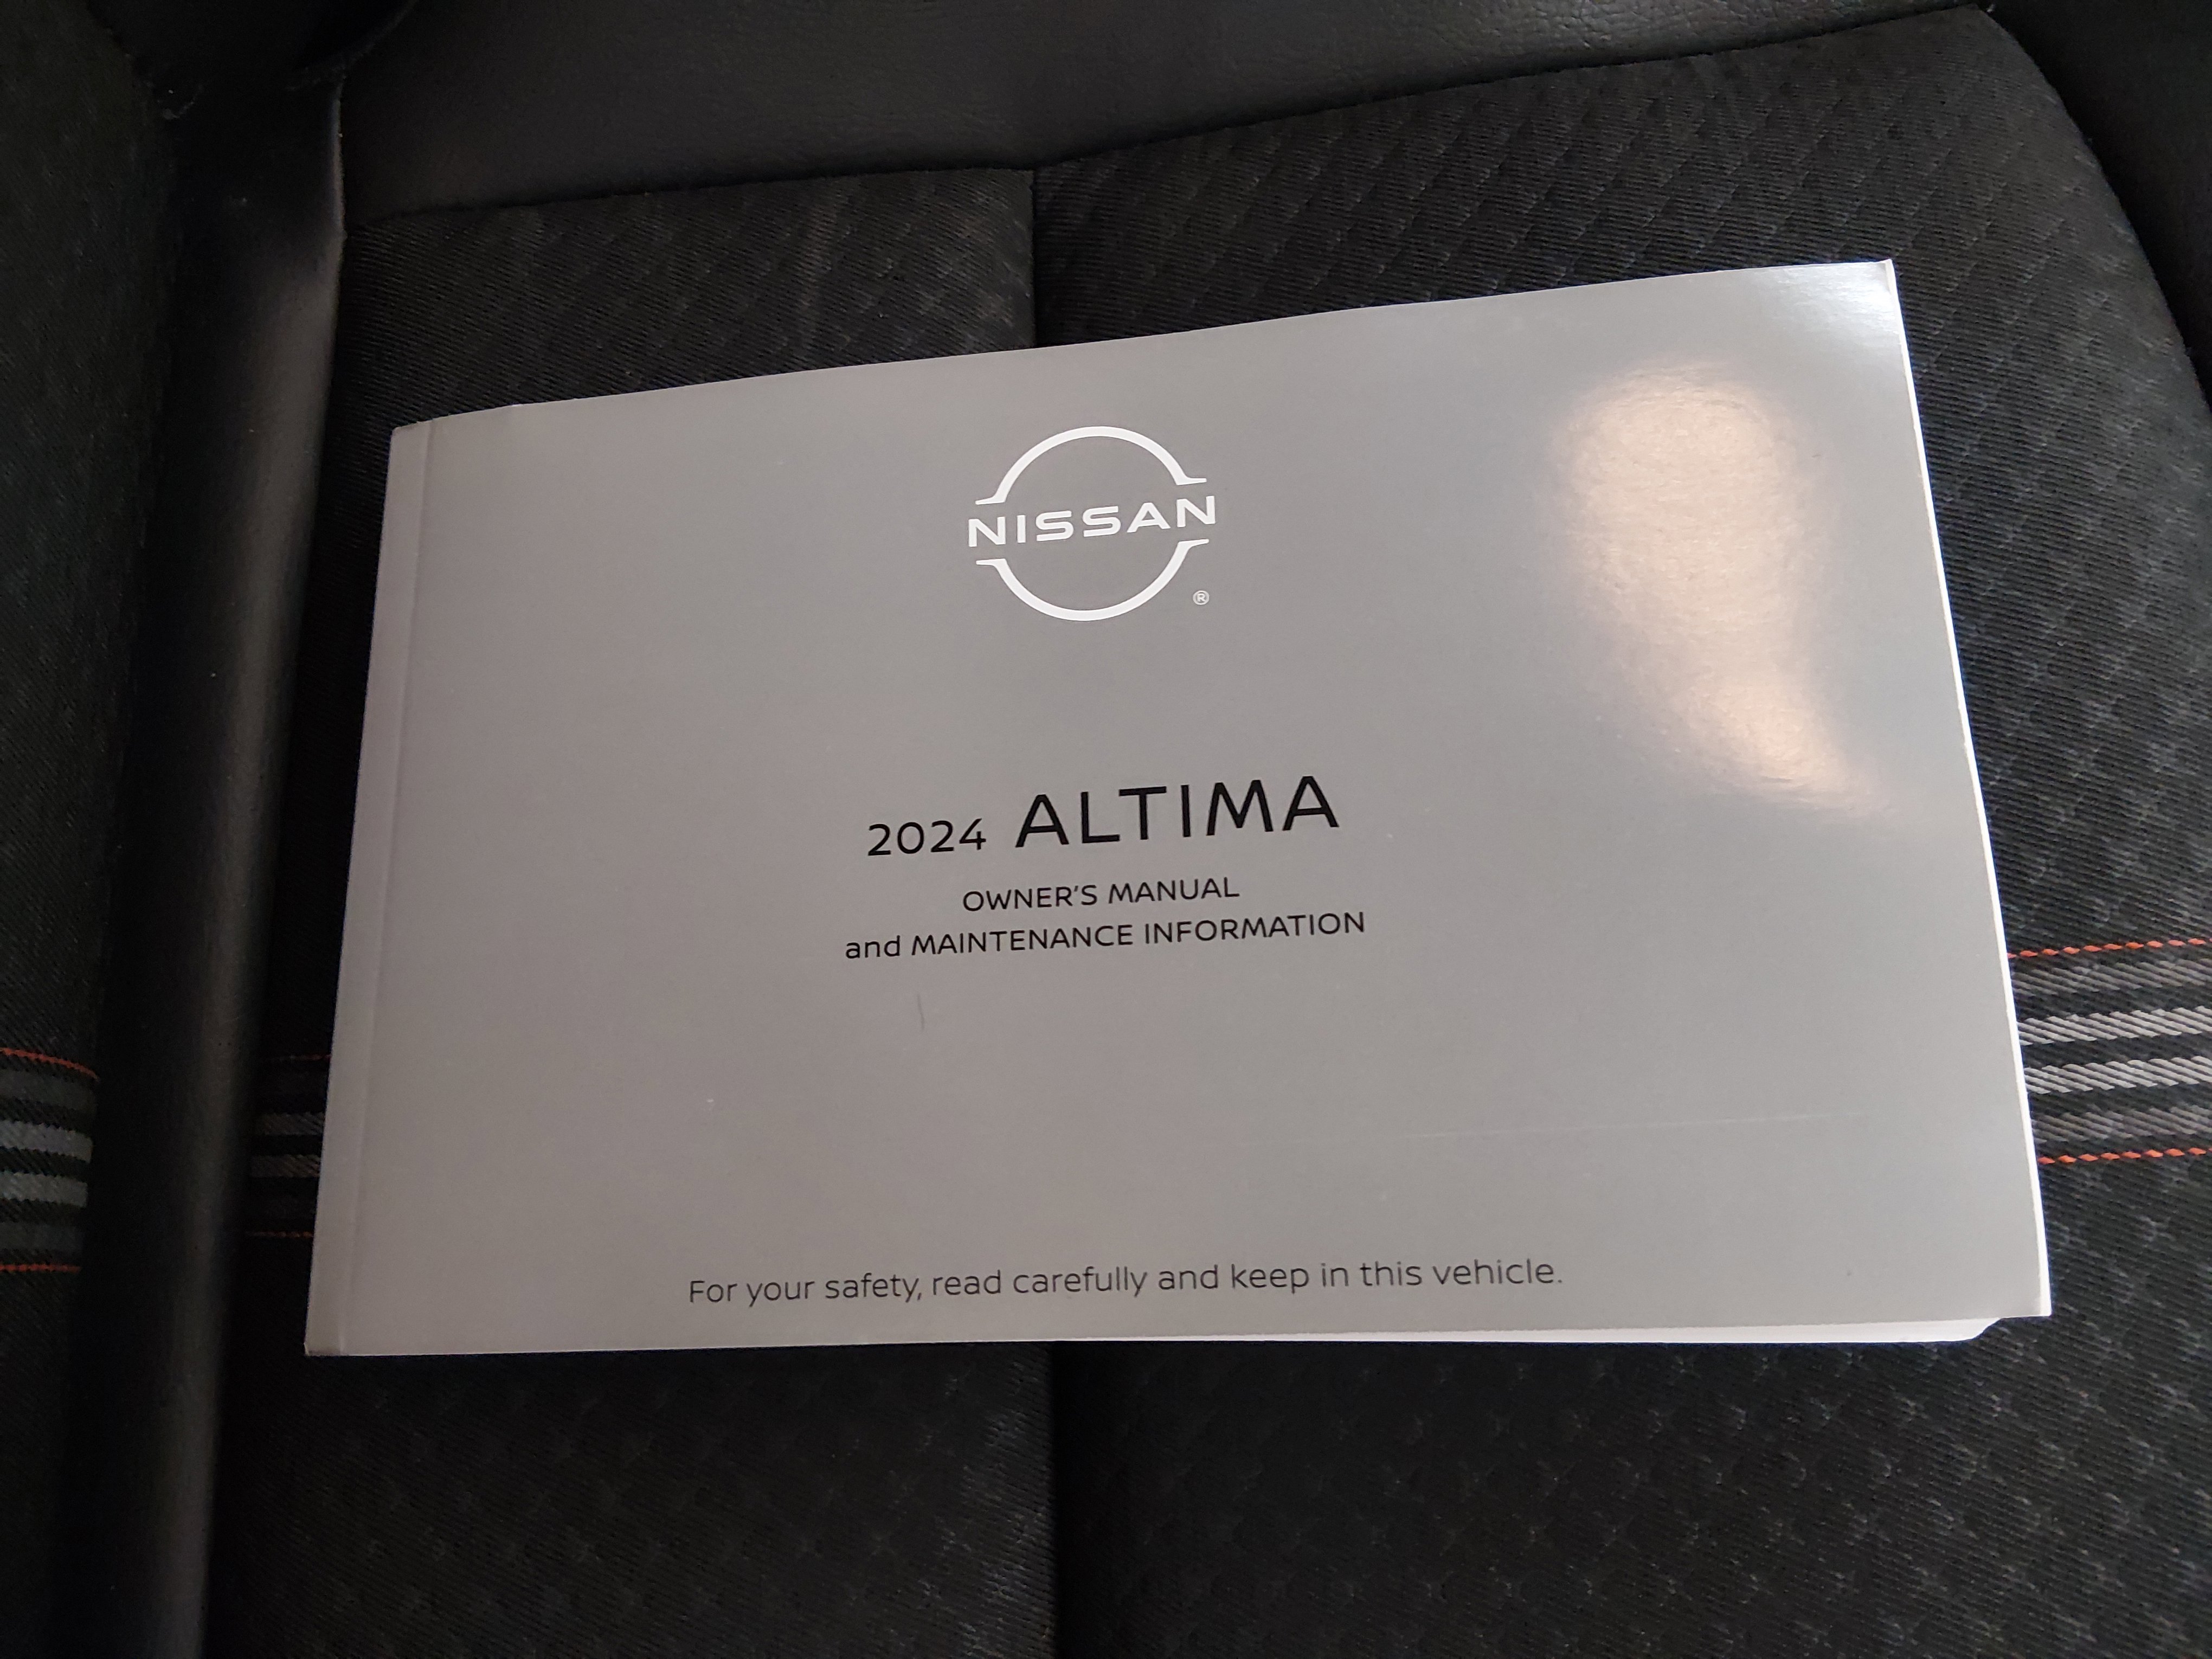 NISSAN
®
2024 ALTIMA
OWNER'S MANUAL
and MAINTENANCE INFORMATION
For your safety, read carefully and keep in this vehicle.